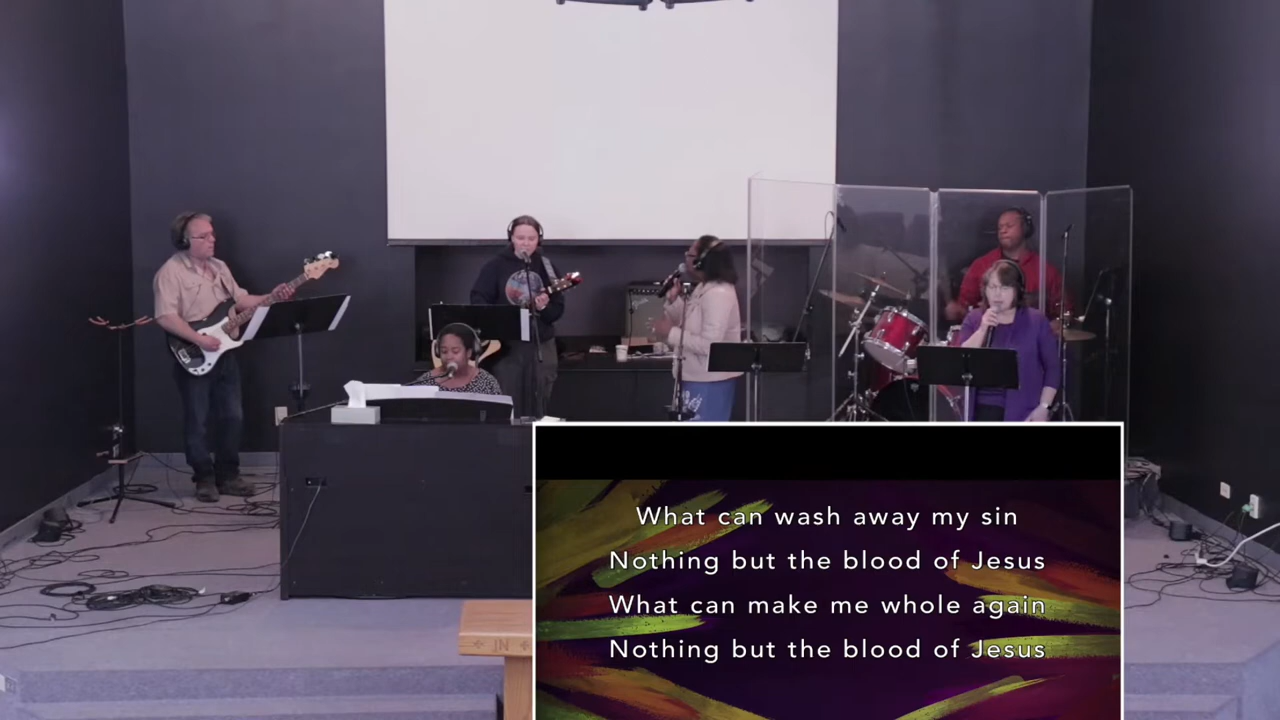 What can wash away my sin
Nothing but the blood of Jesus
What can make me whole again
Nothing but the blood of Jesus